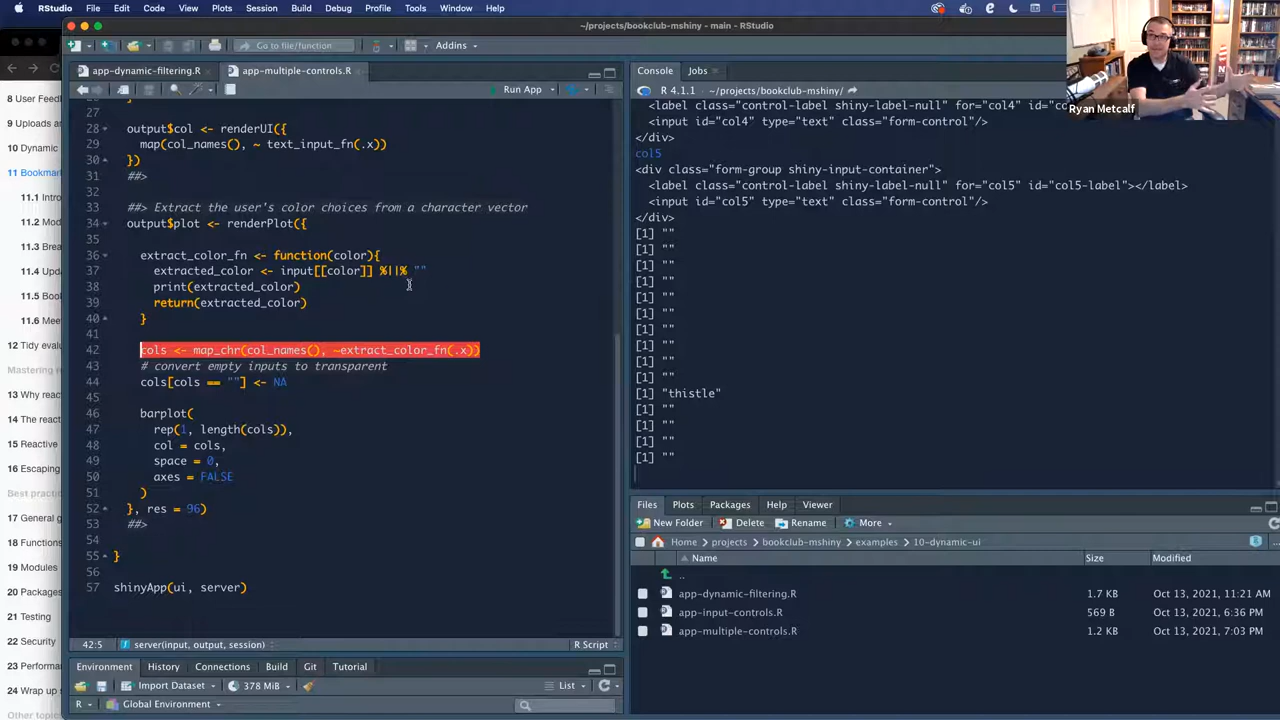 RStudio File Edit Code View Plots Session Build Debug Profile Tools Window Help
~/projects/bookclub-mshiny - main - RStudio
Go to file/function Addins
app-dynamic-filtering.R app-multiple-controls.R
Run App
27
28 output$col <- renderUI({
29 map(col_names(), ~ text_input_fn(.x))
30 })
31 ##>
32
33 ##> Extract the user's color choices from a character vector
34 output$plot <- renderPlot({
35
36 extract_color_fn <- function(color){
37 extracted_color <- input[[color]] %||% ""
38 print(extracted_color)
39 return(extracted_color)
40 }
41
42 cols <- map_chr(col_names(), ~extract_color_fn(.x))
43 # convert empty inputs to transparent
44 cols[cols == ""] <- NA
45
46 barplot(
47 rep(1, length(cols)),
48 col = cols,
49 space = 0,
50 axes = FALSE
51 )
52 }, res = 96)
53 ##>
54
55 }
56
57 shinyApp(ui, server)
42:5 server(input, output, session) R Script
Environment History Connections Build Git Tutorial
Import Dataset 378 MiB List
R Global Environment
8 User Feed
9 Uploads a
10 Dynamic
11 Bookmar
11.1 Intro
11.2 Mod
11.3 Brea
11.4 Upda
11.5 Boo
11.6 Mee
12 Tidy evalu
Mastering r
13 Why reac
14 The react
15 Reactive
16 Escaping
Best practi
17 General g
18 Functions
19 Modules
20 Packages
21 Testing
22 Security
23 Performa
24 Wrap up
Other topic
Console Jobs
R 4.1.1 · ~/projects/bookclub-mshiny/
<label class="control-label shiny-label-null" for="col4" id="co
<input id="col4" type="text" class="form-control"/>
</div>
col5
<div class="form-group shiny-input-container">
<label class="control-label shiny-label-null" for="col5" id="col5-label"></label>
<input id="col5" type="text" class="form-control"/>
</div>
[1] ""
[1] ""
[1] ""
[1] ""
[1] ""
[1] ""
[1] ""
[1] ""
[1] ""
[1] ""
[1] "thistle"
[1] ""
[1] ""
[1] ""
[1] ""
Files Plots Packages Help Viewer
New Folder Delete Rename More
Home projects bookclub-mshiny examples 10-dynamic-ui
Name Size Modified
..
app-dynamic-filtering.R 1.7 KB Oct 13, 2021, 11:21 AM
app-input-controls.R 569 B Oct 13, 2021, 6:36 PM
app-multiple-controls.R 1.2 KB Oct 13, 2021, 7:03 PM
Ryan Metcalf